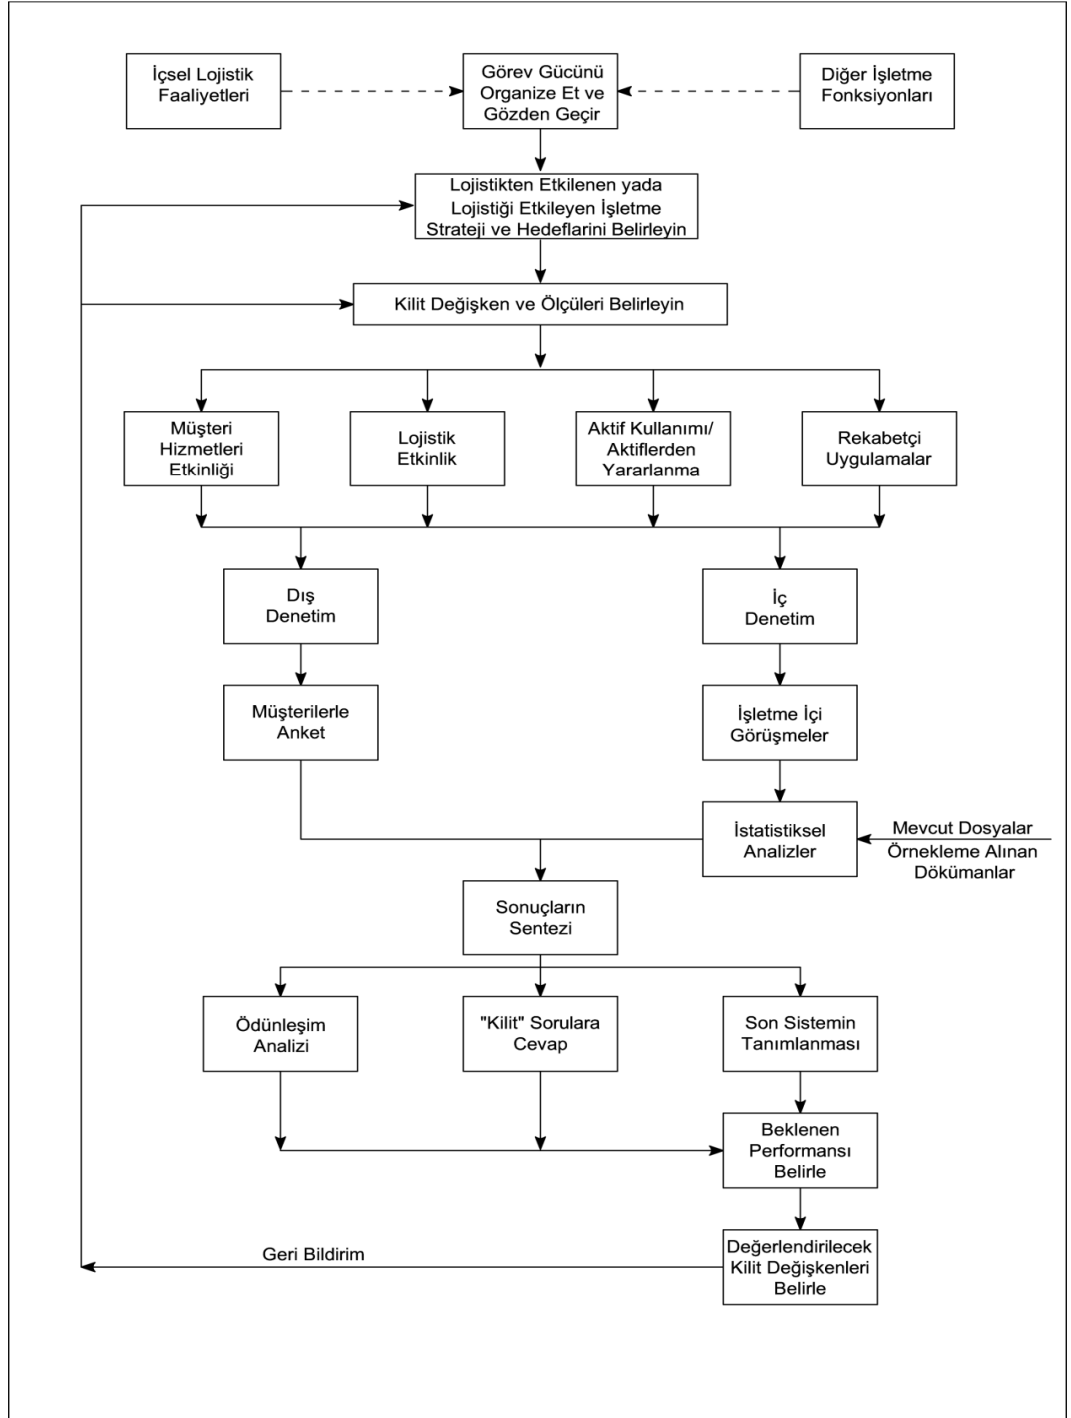 İçsel Lojistik
Faaliyetleri
Görev Gücünü
Organize Et ve
Gözden Geçir
Diğer İşletme
Fonksiyonları
Lojistikten Etkilenen yada
Lojistiği Etkileyen İşletme
Strateji ve Hedeflarini Belirleyin
Kilit Değişken ve Ölçüleri Belirleyin
Müşteri
Hizmetleri
Etkinliği
Lojistik
Etkinlik
Aktif Kullanımı/
Aktiflerden
Yararlanma
Rekabetçi
Uygulamalar
Dış
Denetim
İç
Denetim
Müşterilerle
Anket
İşletme İçi
Görüşmeler
İstatistiksel
Analizler
Mevcut Dosyalar
Örnekleme Alınan
Dökümanlar
Sonuçların
Sentezi
Ödünleşim
Analizi
"Kilit" Sorulara
Cevap
Son Sistemin
Tanımlanması
Beklenen
Performansı
Belirle
Değerlendirilecek
Kilit Değişkenleri
Belirle
Geri Bildirim